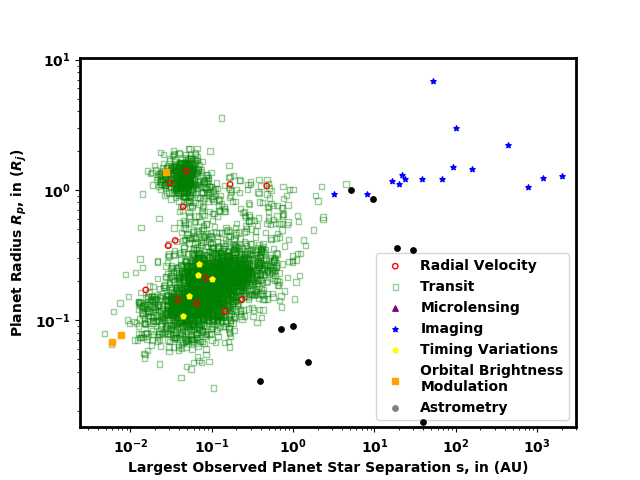 10¹
10⁰
10⁻¹
Planet Radius Rₚ, in (Rⱼ)
10⁻²
10⁻¹
10⁰
10¹
10²
10³
Largest Observed Planet Star Separation s, in (AU)
Radial Velocity
Transit
Microlensing
Imaging
Timing Variations
Orbital Brightness
Modulation
Astrometry